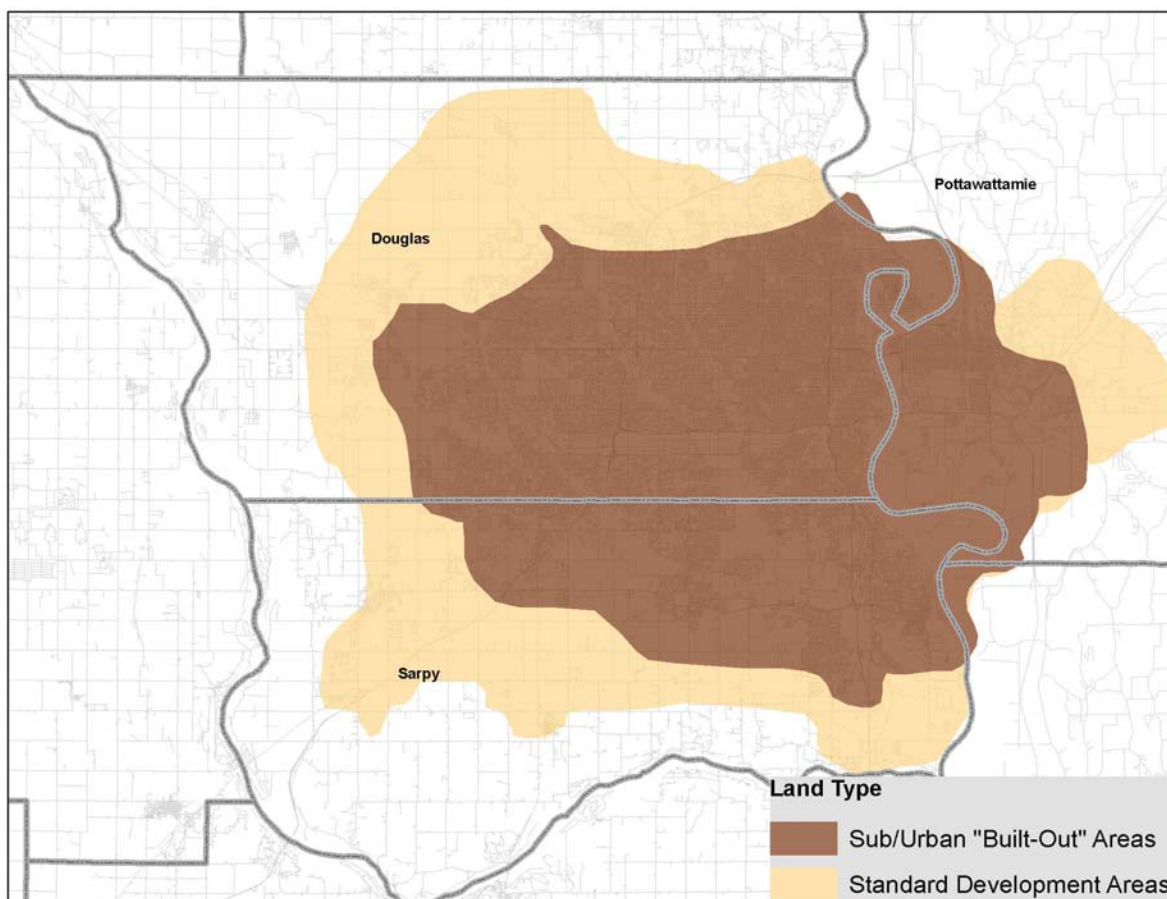 Pottawattamie
Douglas
Sarpy
Land Type
Sub/Urban "Built-Out" Areas
Standard Development Areas